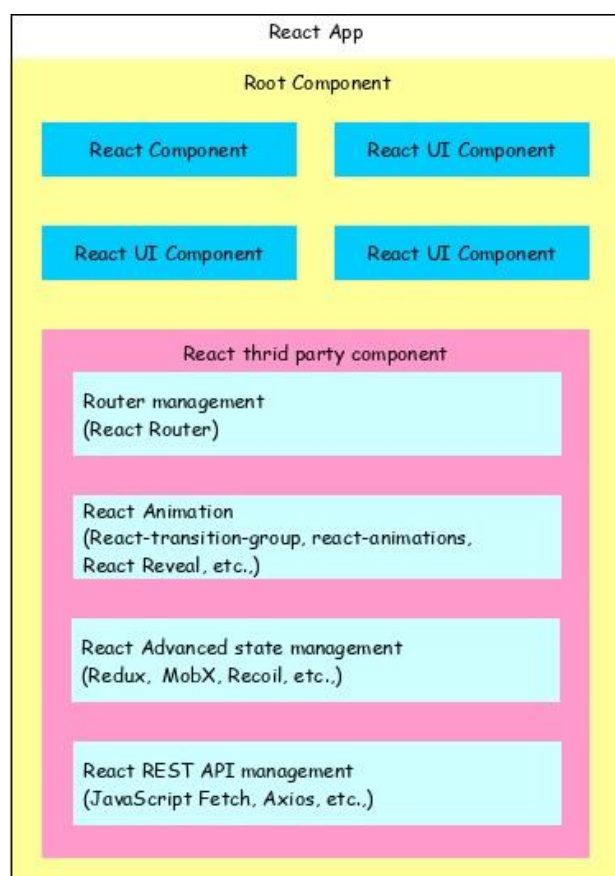 React App
Root Component
React Component
React UI Component
React UI Component
React UI Component
React thrid party component
Router management
(React Router)
React Animation
(React-transition-group, react-animations,
React Reveal, etc.,)
React Advanced state management
(Redux, MobX, Recoil, etc.,)
React REST API management
(JavaScript Fetch, Axios, etc.,)